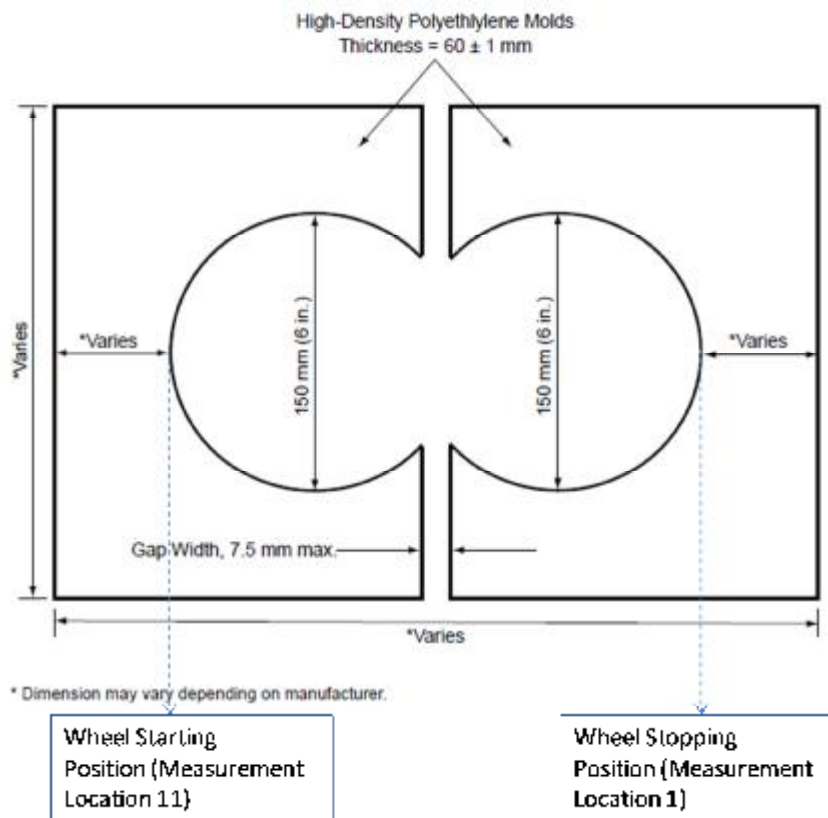 High-Density Polyethlylene Molds
Thickness = 60 ± 1 mm
*Varies
*Varies
150 mm (6 in.)
150 mm (6 in.)
*Varies
Gap Width, 7.5 mm max.
*Varies
* Dimension may vary depending on manufacturer.
Wheel Starting
Position (Measurement
Location 11)
Wheel Stopping
Position (Measurement
Location 1)